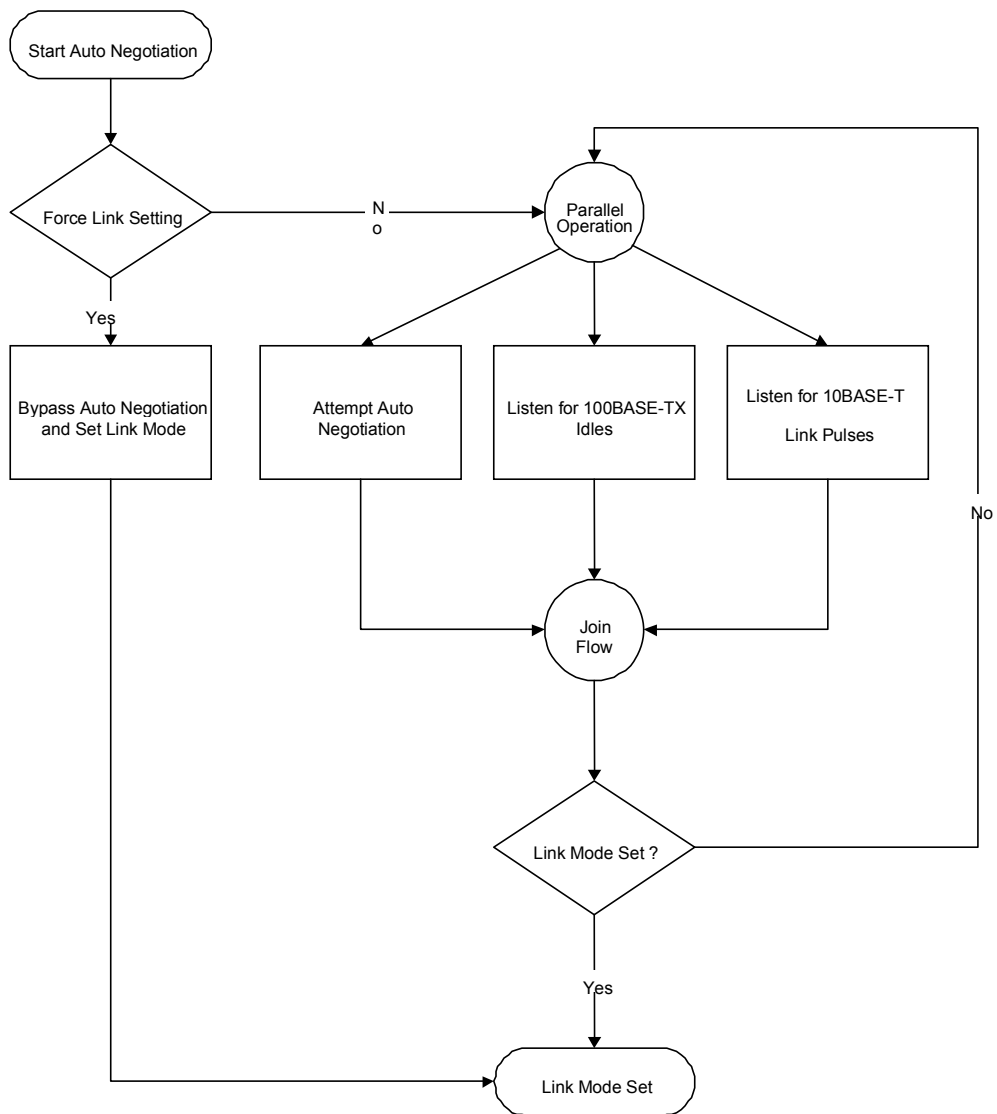 Start Auto Negotiation
Force Link Setting
N
o
Parallel
Operation
Yes
Bypass Auto Negotiation
and Set Link Mode
Attempt Auto
Negotiation
Listen for 100BASE-TX
Idles
Listen for 10BASE-T
Link Pulses
No
Join
Flow
Link Mode Set ?
Yes
Link Mode Set